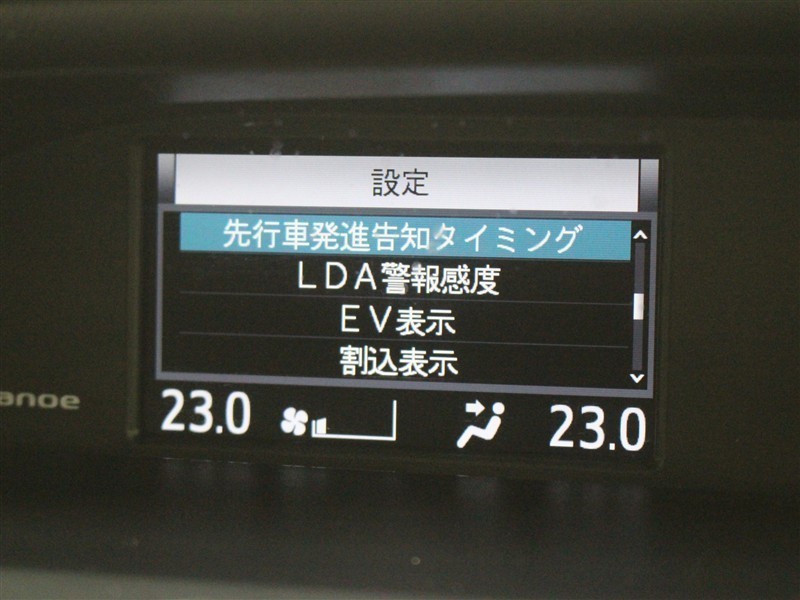 設定
先行車発進告知タイミング
LDA警報感度
EV表示
割込表示
anoe
23.0 23.0